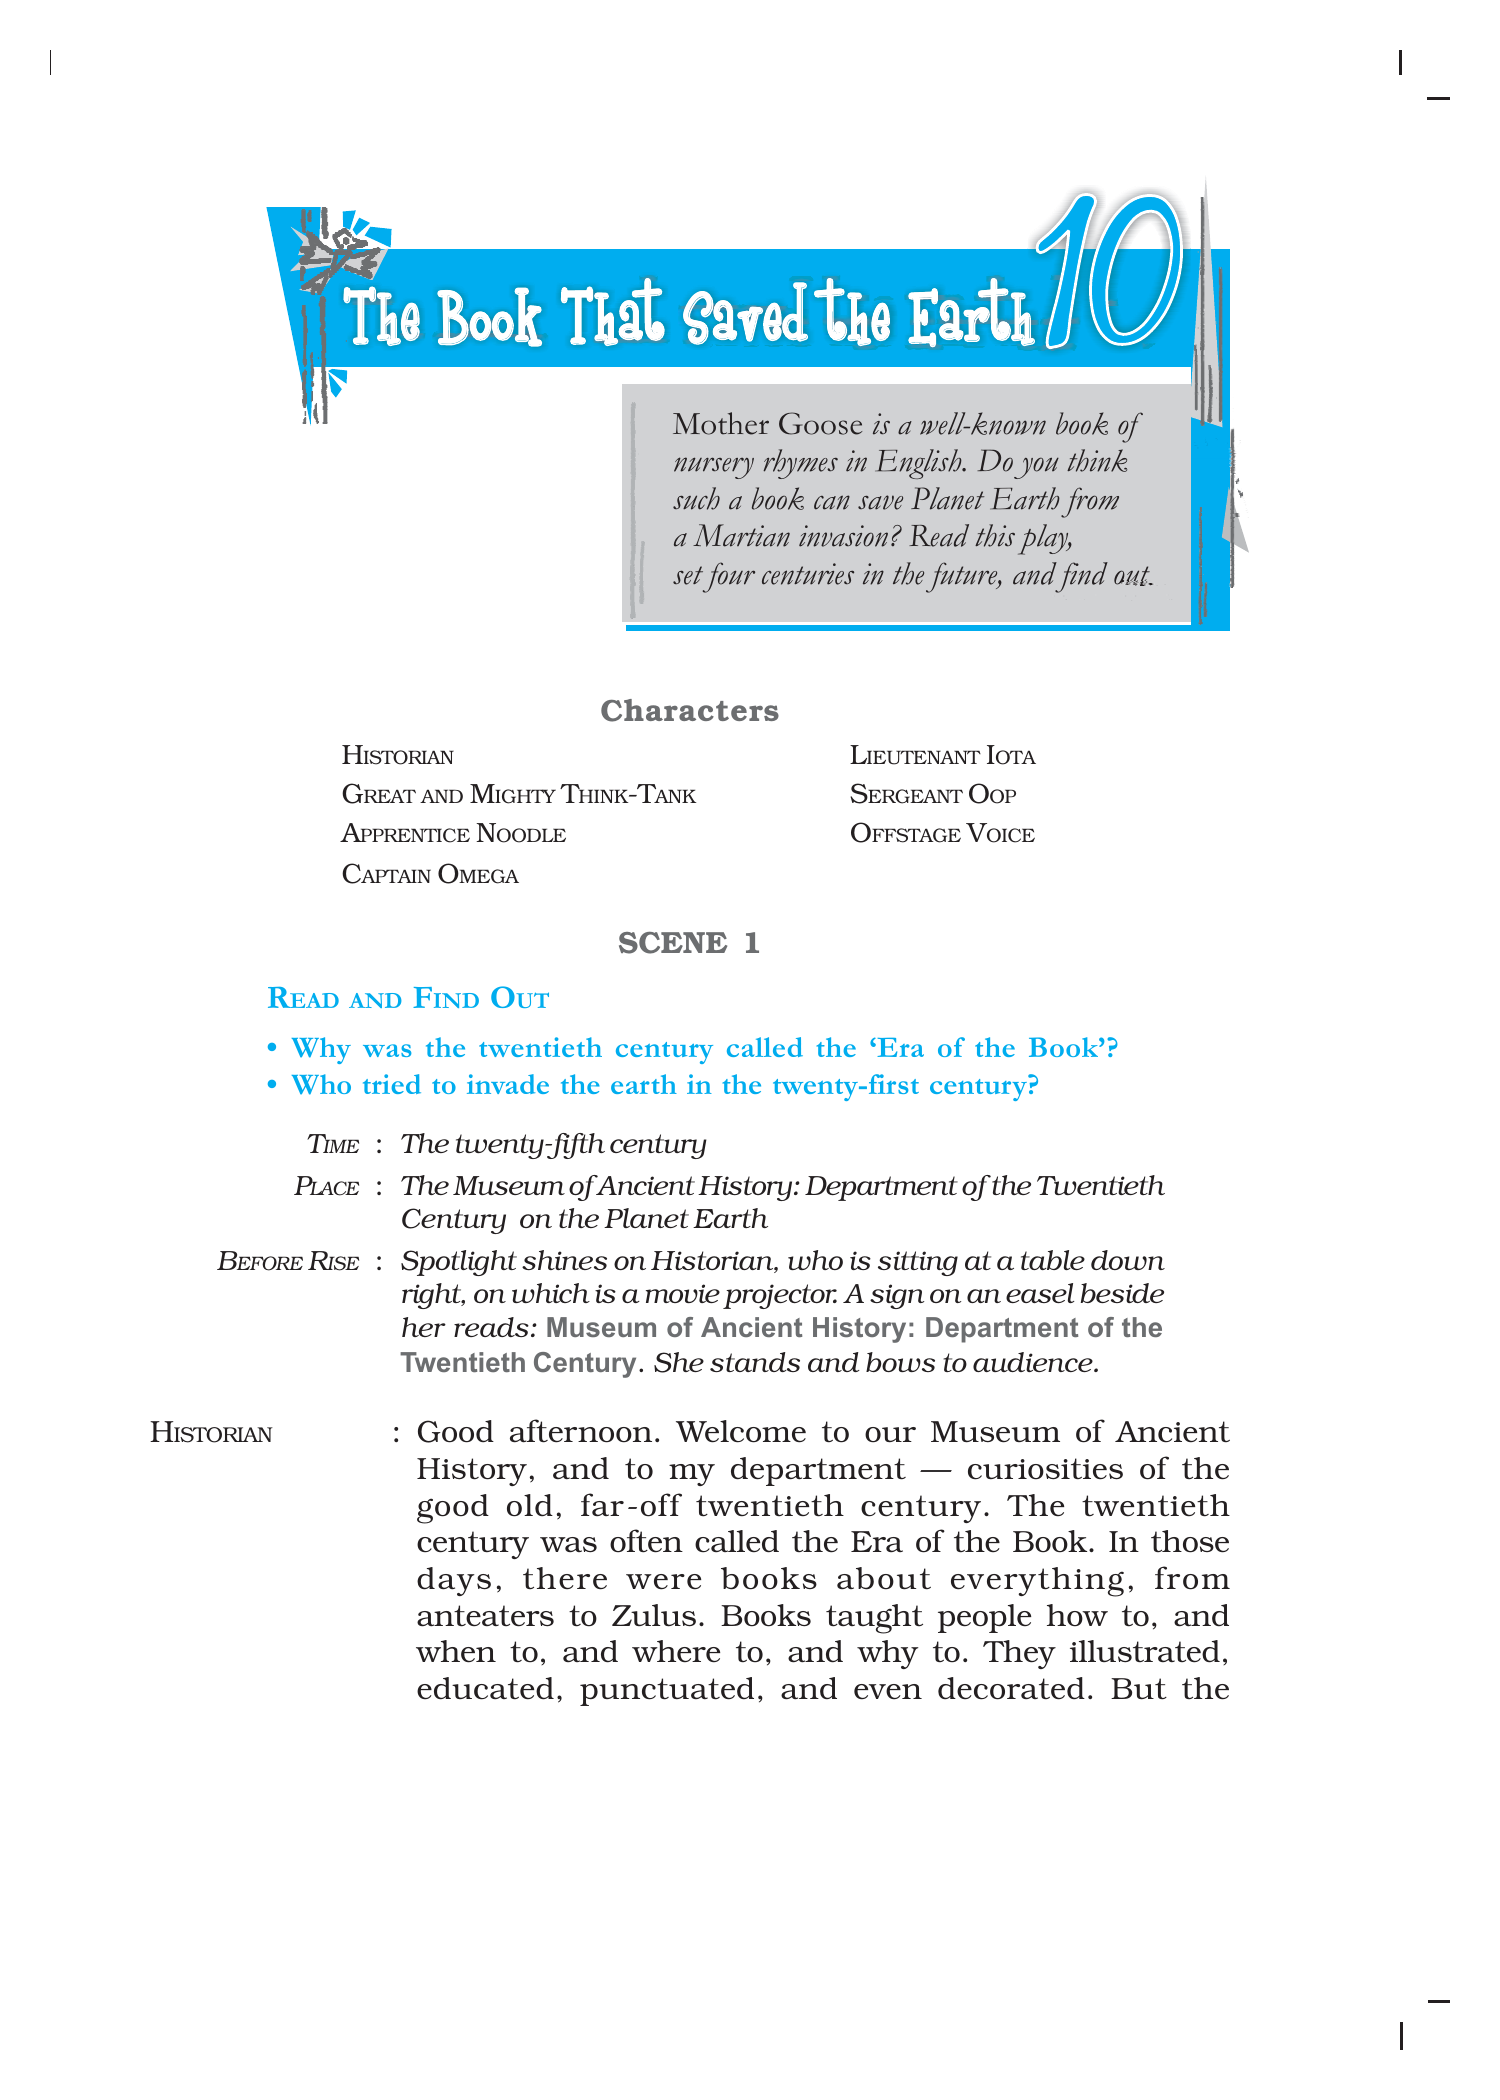 The Book That Saved the Earth 10
Mother Goose is a well-known book of
nursery rhymes in English. Do you think
such a book can save Planet Earth from
a Martian invasion? Read this play,
set four centuries in the future, and find out.
Characters
HISTORIAN
GREAT AND MIGHTY THINK-TANK
APPRENTICE NOODLE
CAPTAIN OMEGA
LIEUTENANT IOTA
SERGEANT OOP
OFFSTAGE VOICE
SCENE 1
READ AND FIND OUT
• Why was the twentieth century called the ‘Era of the Book’?
• Who tried to invade the earth in the twenty-first century?
TIME : The twenty-fifth century
PLACE : The Museum of Ancient History: Department of the Twentieth
Century on the Planet Earth
BEFORE RISE : Spotlight shines on Historian, who is sitting at a table down
right, on which is a movie projector. A sign on an easel beside
her reads: Museum of Ancient History: Department of the
Twentieth Century. She stands and bows to audience.
HISTORIAN : Good afternoon. Welcome to our Museum of Ancient
History, and to my department — curiosities of the
good old, far-off twentieth century. The twentieth
century was often called the Era of the Book. In those
days, there were books about everything, from
anteaters to Zulus. Books taught people how to, and
when to, and where to, and why to. They illustrated,
educated, punctuated, and even decorated. But the